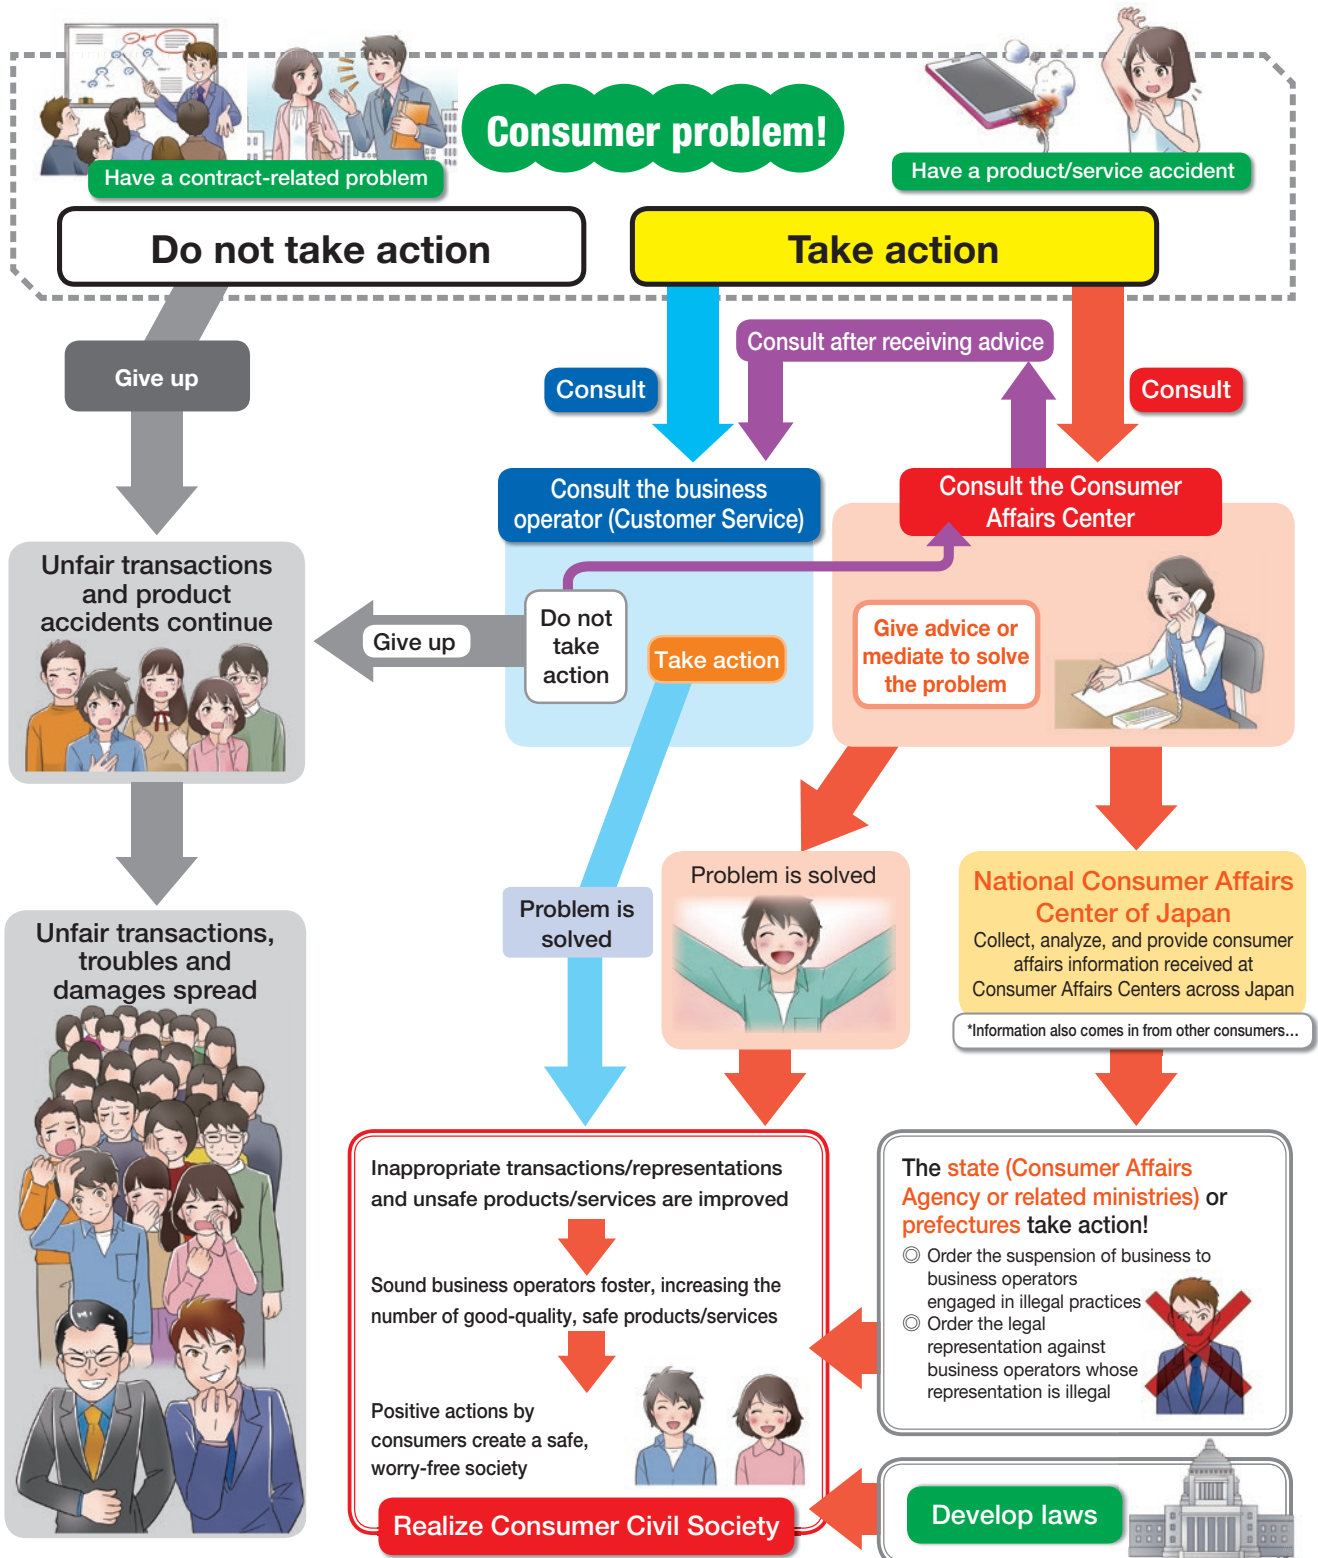 Consumer problem!
Have a contract-related problem
Have a product/service accident
Do not take action
Take action
Give up
Consult after receiving advice
Consult
Consult
Consult the business
operator (Customer Service)
Consult the Consumer
Affairs Center
Unfair transactions
and product
accidents continue
Give up
Do not
take
action
Take action
Give advice or
mediate to solve
the problem
Problem is
solved
Problem is solved
National Consumer Affairs
Center of Japan
Collect, analyze, and provide consumer
affairs information received at
Consumer Affairs Centers across Japan
*Information also comes in from other consumers…
Unfair transactions,
troubles and
damages spread
Inappropriate transactions/representations
and unsafe products/services are improved
Sound business operators foster, increasing the
number of good-quality, safe products/services
Positive actions by
consumers create a safe,
worry-free society
Realize Consumer Civil Society
The state (Consumer Affairs
Agency or related ministries) or
prefectures take action!
◎ Order the suspension of business to
business operators
engaged in illegal practices
◎ Order the legal
representation against
business operators whose
representation is illegal
Develop laws